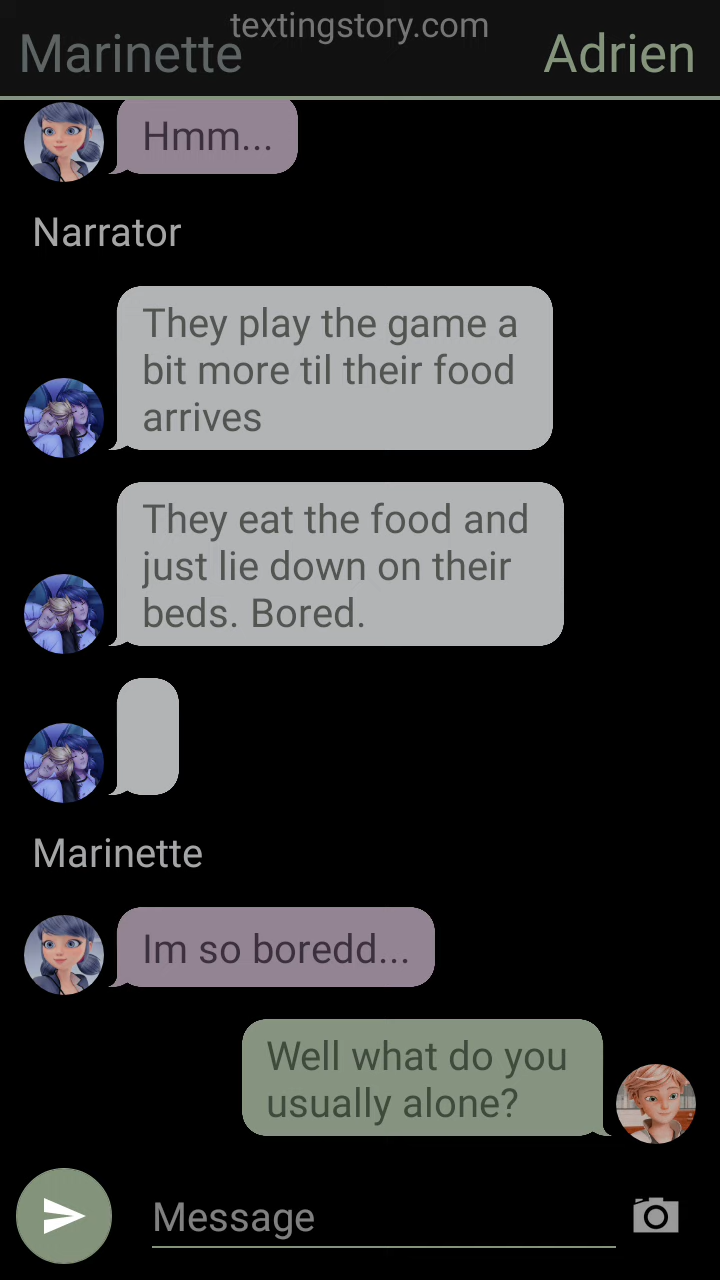 textingstory.com
Marinette
Adrien
Hmm...
Narrator
They play the game a
bit more til their food
arrives
They eat the food and
just lie down on their
beds. Bored.
Marinette
Im so boredd...
Well what do you
usually alone?
Message